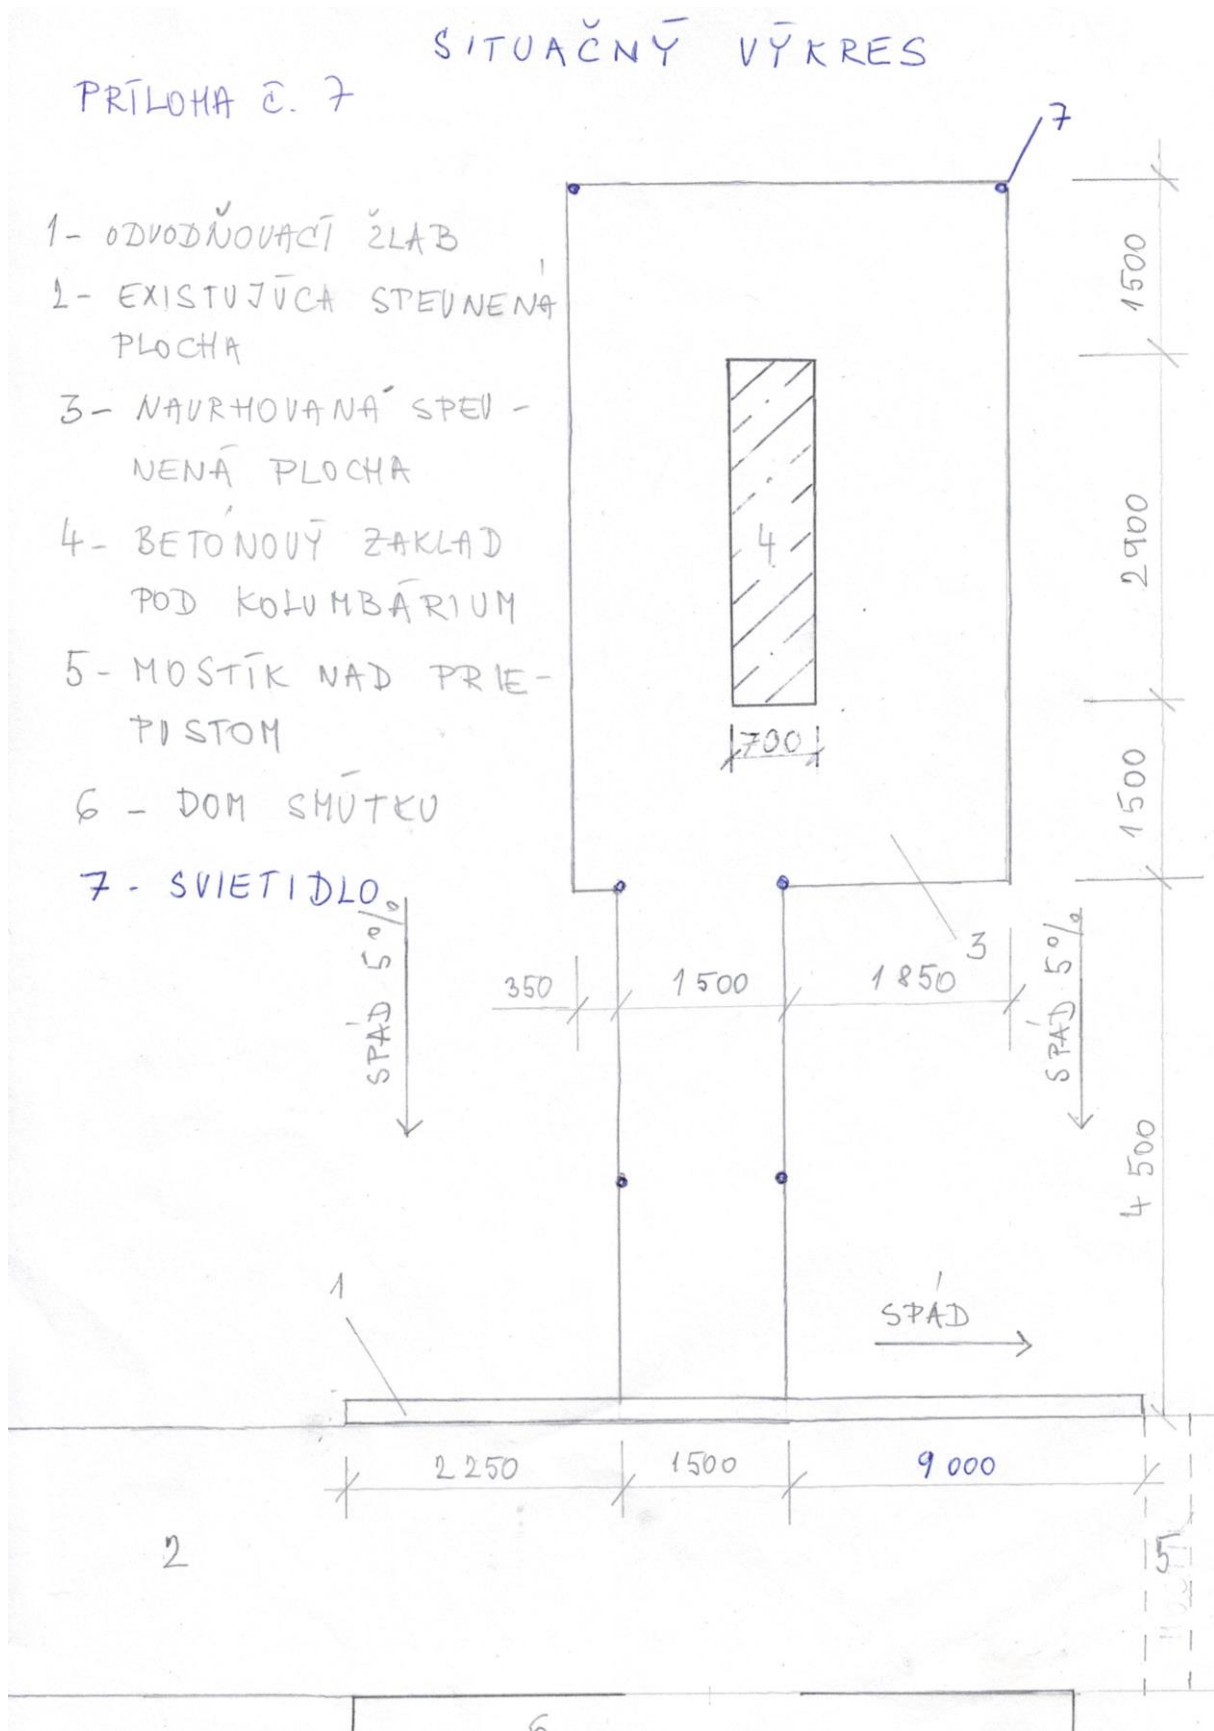 SITUAČNÝ VÝKRES
PRÍLOHA č. 7
7
1- ODVODŇOVACÍ ŽLAB
2- EXISTUJÚCA SPEVNENÁ
PLOCHA
3- NAVRHOVANÁ SPEV-
NENÁ PLOCHA
4- BETÓNOVÝ ZAKLAD
POD KOLUMBÁRIUM
5- MOSTÍK NAD PRIE-
PUSTOM
6 - DOM SMÚTKU
7 - SVIETIDLO
1500
2900
4
700
1500
3
350
1500
1850
SPÁD 5%
SPÁD 5%
4 500
1
SPÁD
2 250
1500
9 000
2
5
6